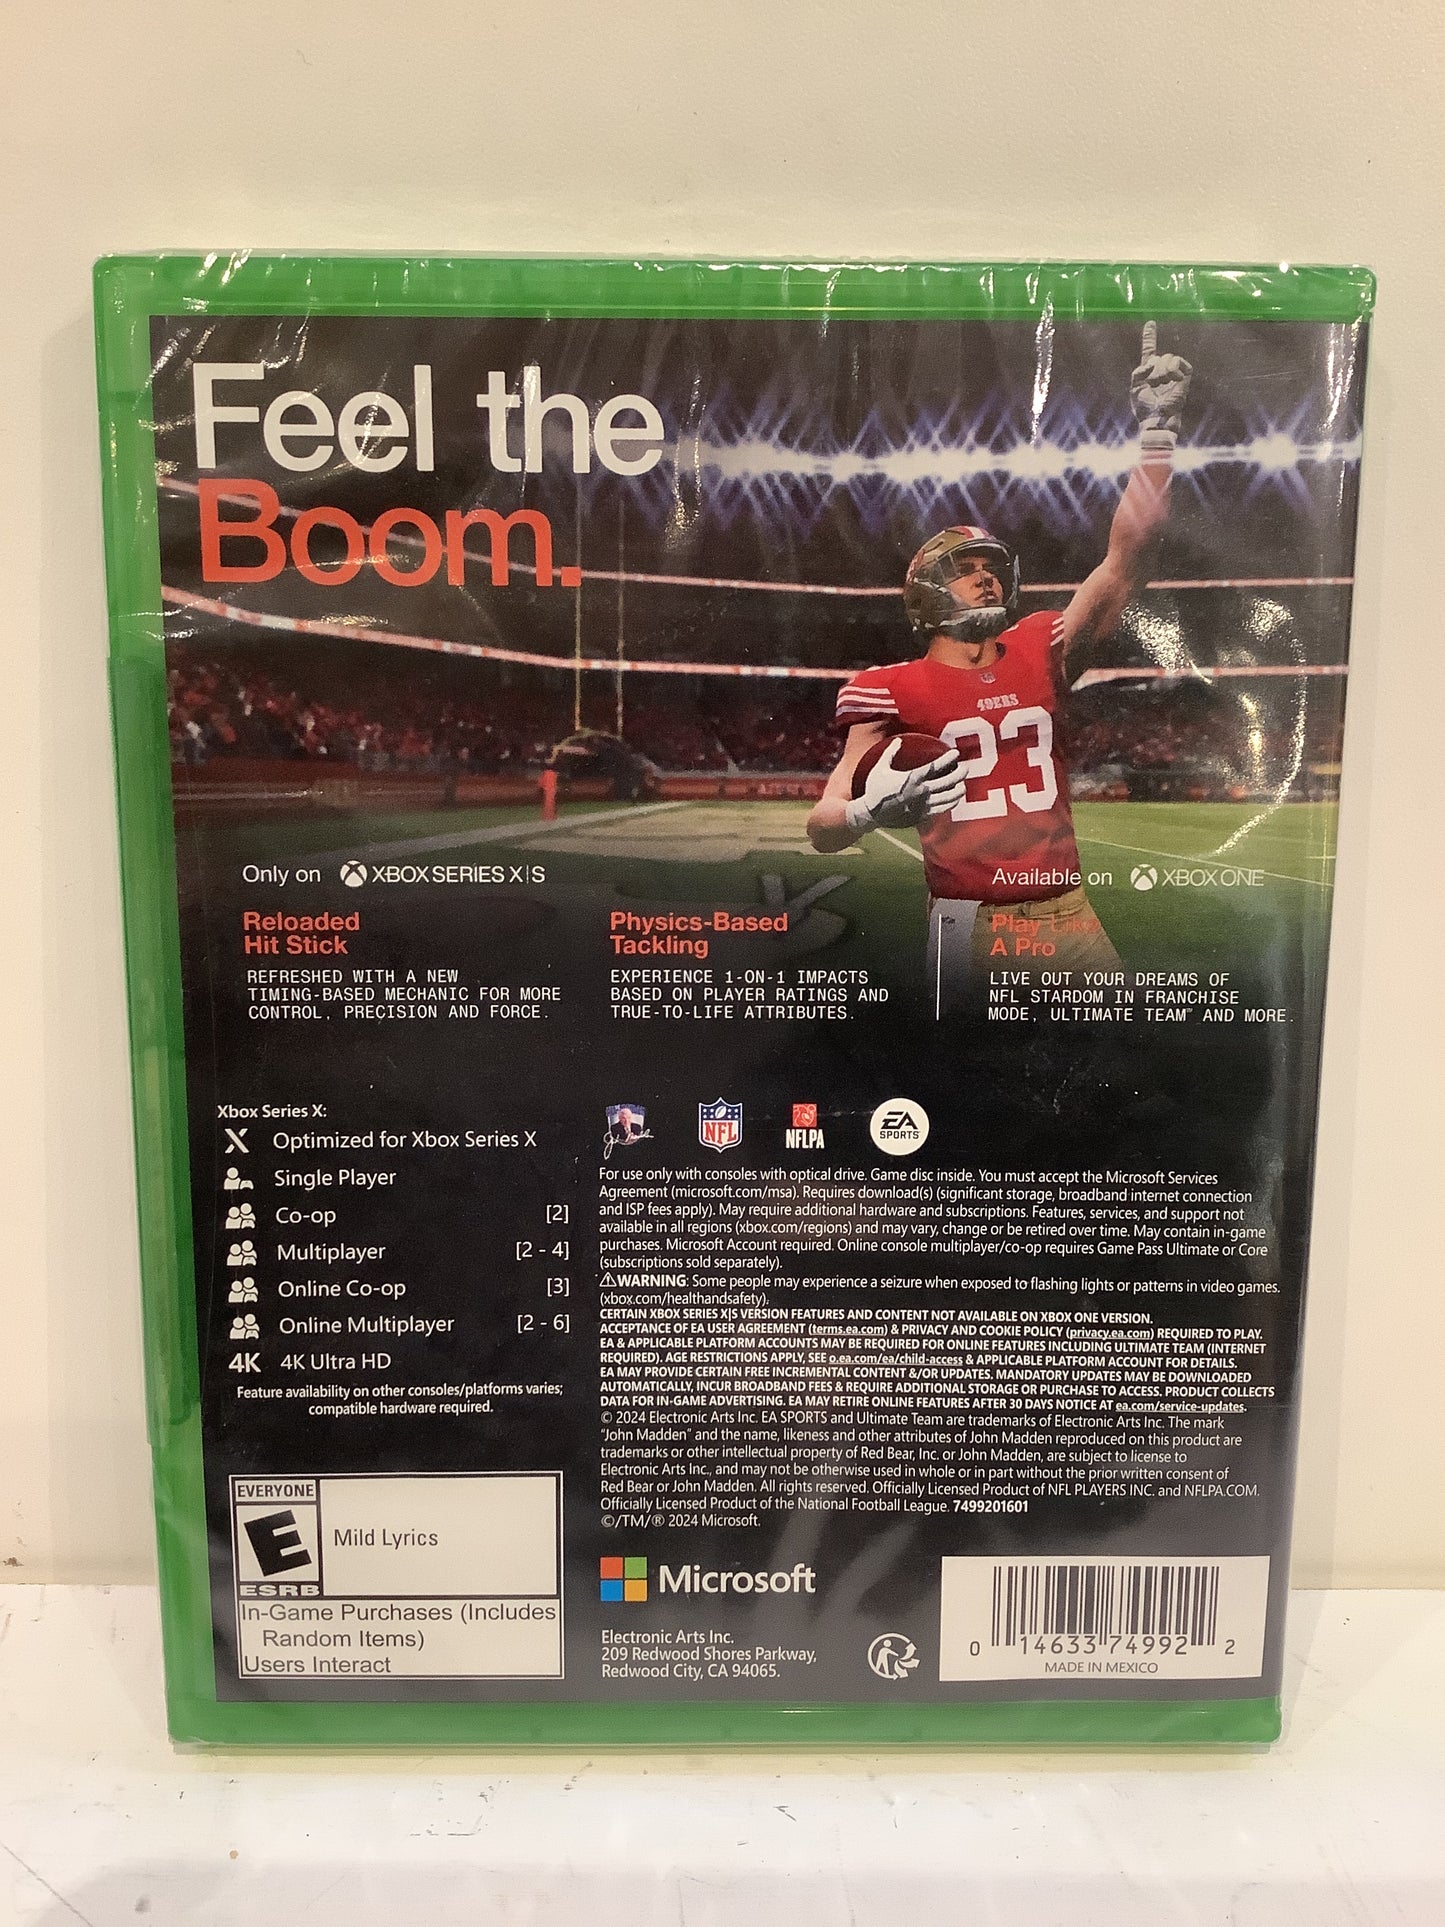 Feel the
Boom.
49ERS
23
Only on XBOX SERIES X|S
Available on XBOX ONE
Reloaded
Hit Stick
REFRESHED WITH A NEW
TIMING-BASED MECHANIC FOR MORE
CONTROL, PRECISION AND FORCE.
Physics-Based
Tackling
EXPERIENCE 1-ON-1 IMPACTS
BASED ON PLAYER RATINGS AND
TRUE-TO-LIFE ATTRIBUTES.
Play Like
A Pro
LIVE OUT YOUR DREAMS OF
NFL STARDOM IN FRANCHISE
MODE, ULTIMATE TEAM™ AND MORE.
Xbox Series X:
Optimized for Xbox Series X
Single Player
Co-op [2]
Multiplayer [2 - 4]
Online Co-op [3]
Online Multiplayer [2 - 6]
4K 4K Ultra HD
Feature availability on other consoles/platforms varies;
compatible hardware required.
NFL
NFLPA
EA
SPORTS
For use only with consoles with optical drive. Game disc inside. You must accept the Microsoft Services
Agreement (microsoft.com/msa). Requires download(s) (significant storage, broadband internet connection
and ISP fees apply). May require additional hardware and subscriptions. Features, services, and support not
available in all regions (xbox.com/regions) and may vary, change or be retired over time. May contain in-game
purchases. Microsoft Account required. Online console multiplayer/co-op requires Game Pass Ultimate or Core
(subscriptions sold separately).
⚠WARNING: Some people may experience a seizure when exposed to flashing lights or patterns in video games.
(xbox.com/healthandsafety).
CERTAIN XBOX SERIES X|S VERSION FEATURES AND CONTENT NOT AVAILABLE ON XBOX ONE VERSION.
ACCEPTANCE OF EA USER AGREEMENT (terms.ea.com) & PRIVACY AND COOKIE POLICY (privacy.ea.com) REQUIRED TO PLAY.
EA & APPLICABLE PLATFORM ACCOUNTS MAY BE REQUIRED FOR ONLINE FEATURES INCLUDING ULTIMATE TEAM (INTERNET
REQUIRED). AGE RESTRICTIONS APPLY, SEE o.ea.com/ea/child-access & APPLICABLE PLATFORM ACCOUNT FOR DETAILS.
EA MAY PROVIDE CERTAIN FREE INCREMENTAL CONTENT &/OR UPDATES. MANDATORY UPDATES MAY BE DOWNLOADED
AUTOMATICALLY, INCUR BROADBAND FEES & REQUIRE ADDITIONAL STORAGE OR PURCHASE TO ACCESS. PRODUCT COLLECTS
DATA FOR IN-GAME ADVERTISING. EA MAY RETIRE ONLINE FEATURES AFTER 30 DAYS NOTICE AT ea.com/service-updates.
© 2024 Electronic Arts Inc. EA SPORTS and Ultimate Team are trademarks of Electronic Arts Inc. The mark
"John Madden" and the name, likeness and other attributes of John Madden reproduced on this product are
trademarks or other intellectual property of Red Bear, Inc. or John Madden, are subject to license to
Electronic Arts Inc., and may not be otherwise used in whole or in part without the prior written consent of
Red Bear or John Madden. All rights reserved. Officially Licensed Product of NFL PLAYERS INC. and NFLPA.COM.
Officially Licensed Product of the National Football League. 7499201601
©/TM/® 2024 Microsoft.
EVERYONE
E
ESRB
Mild Lyrics
In-Game Purchases (Includes
Random Items)
Users Interact
Microsoft
Electronic Arts Inc.
209 Redwood Shores Parkway,
Redwood City, CA 94065.
0 14633 74992 2
MADE IN MEXICO